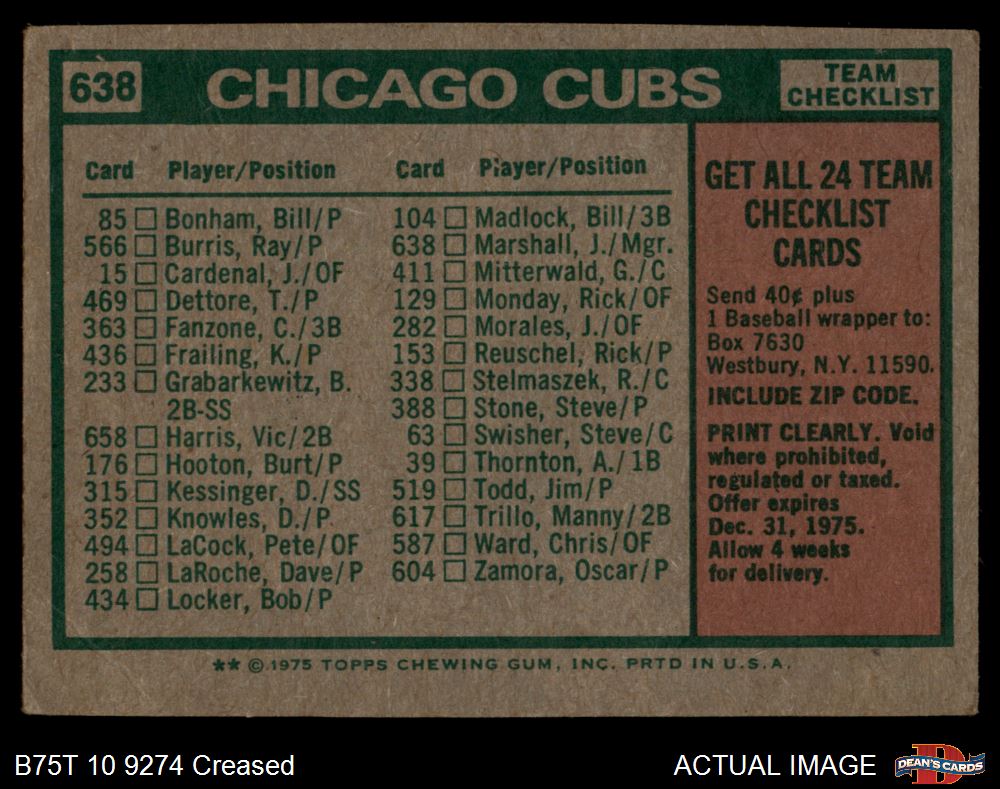 638
CHICAGO CUBS
TEAM
CHECKLIST
Card Player/Position
85 Bonham, Bill/P
566 Burris, Ray/P
15 Cardenal, J./OF
469 Dettore, T./P
363 Fanzone, C./3B
436 Frailing, K./P
233 Grabarkewitz, B.
2B-SS
658 Harris, Vic/2B
176 Hooton, Burt/P
315 Kessinger, D./SS
352 Knowles, D./P
494 LaCock, Pete/OF
258 LaRoche, Dave/P
434 Locker, Bob/P
Card Player/Position
104 Madlock, Bill/3B
638 Marshall, J./Mgr.
411 Mitterwald, G./C
129 Monday, Rick/OF
282 Morales, J./OF
153 Reuschel, Rick/P
338 Stelmaszek, R./C
388 Stone, Steve/P
63 Swisher, Steve/C
39 Thornton, A./1B
519 Todd, Jim/P
617 Trillo, Manny/2B
587 Ward, Chris/OF
604 Zamora, Oscar/P
GET ALL 24 TEAM
CHECKLIST
CARDS
Send 40¢ plus
1 Baseball wrapper to:
Box 7630
Westbury, N.Y. 11590.
INCLUDE ZIP CODE.
PRINT CLEARLY. Void
where prohibited,
regulated or taxed.
Offer expires
Dec. 31, 1975.
Allow 4 weeks
for delivery.
** © 1975 TOPPS CHEWING GUM, INC. PRTD IN U.S.A.
B75T 10 9274 Creased
ACTUAL IMAGE
DEAN'S CARDS